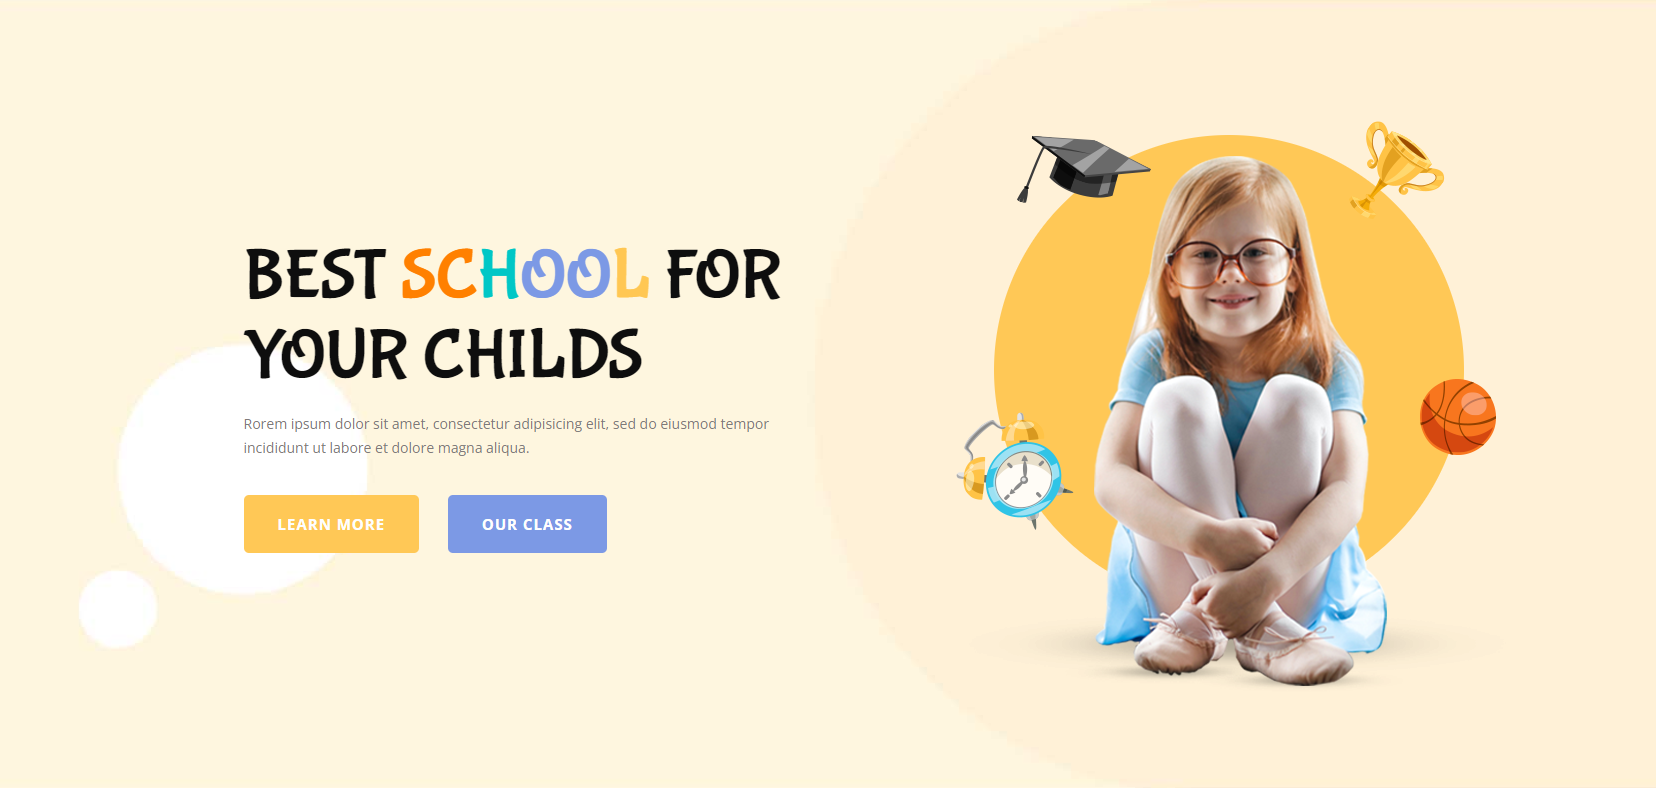 BEST SCHOOL FOR
YOUR CHILDS
Rorem ipsum dolor sit amet, consectetur adipisicing elit, sed do eiusmod tempor
incididunt ut labore et dolore magna aliqua.
LEARN MORE
OUR CLASS